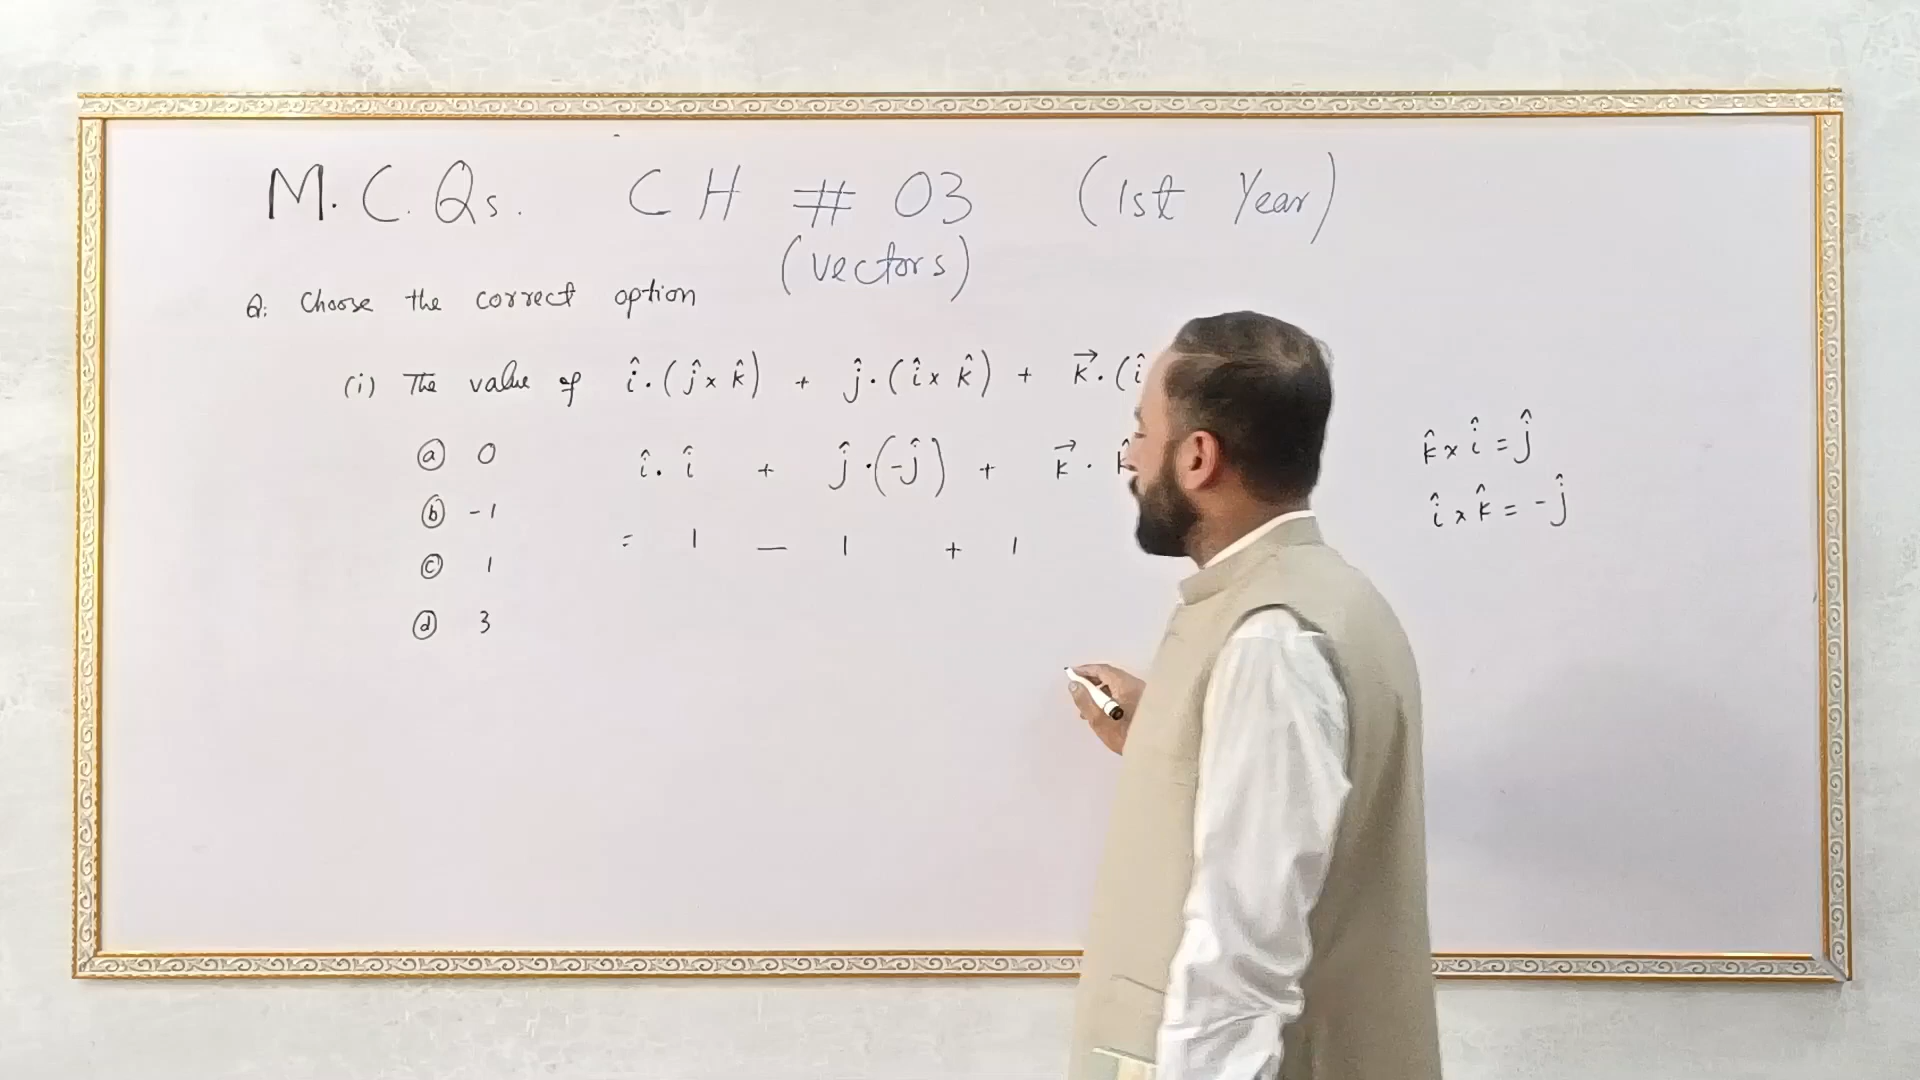 M.C.Qs. CH # 03 (1st Year)
(vectors)
Q: Choose the correct option
(i) The value of î.(ĵ× k̂) + ĵ.(î× k̂) + k⃗.(î
ⓐ 0 î. î + ĵ.(-ĵ) + k⃗ . k̂
ⓑ -1
ⓒ 1
ⓓ 3
= 1 — 1 + 1
k̂ × î = ĵ
î × k̂ = -ĵ